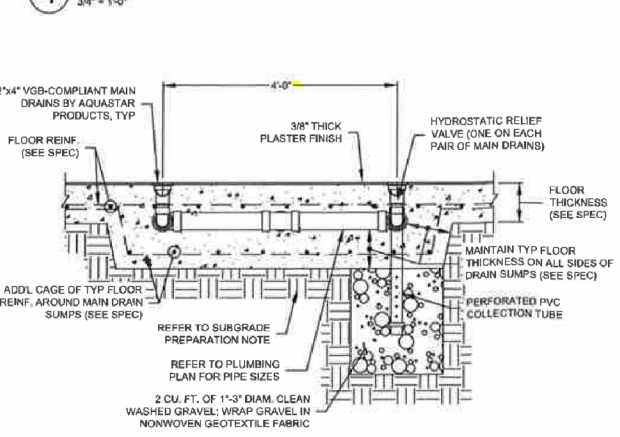 3/4" = 1'-0"
4'-0"
2"x4" VGB-COMPLIANT MAIN
DRAINS BY AQUASTAR
PRODUCTS, TYP
FLOOR REINF.
(SEE SPEC)
3/8" THICK
PLASTER FINISH
HYDROSTATIC RELIEF
VALVE (ONE ON EACH
PAIR OF MAIN DRAINS)
FLOOR
THICKNESS
(SEE SPEC)
MAINTAIN TYP FLOOR
THICKNESS ON ALL SIDES OF
DRAIN SUMPS (SEE SPEC)
ADD'L CAGE OF TYP FLOOR
REINF. AROUND MAIN DRAIN
SUMPS (SEE SPEC)
PERFORATED PVC
COLLECTION TUBE
REFER TO SUBGRADE
PREPARATION NOTE
REFER TO PLUMBING
PLAN FOR PIPE SIZES
2 CU. FT. OF 1"-3" DIAM. CLEAN
WASHED GRAVEL; WRAP GRAVEL IN
NONWOVEN GEOTEXTILE FABRIC